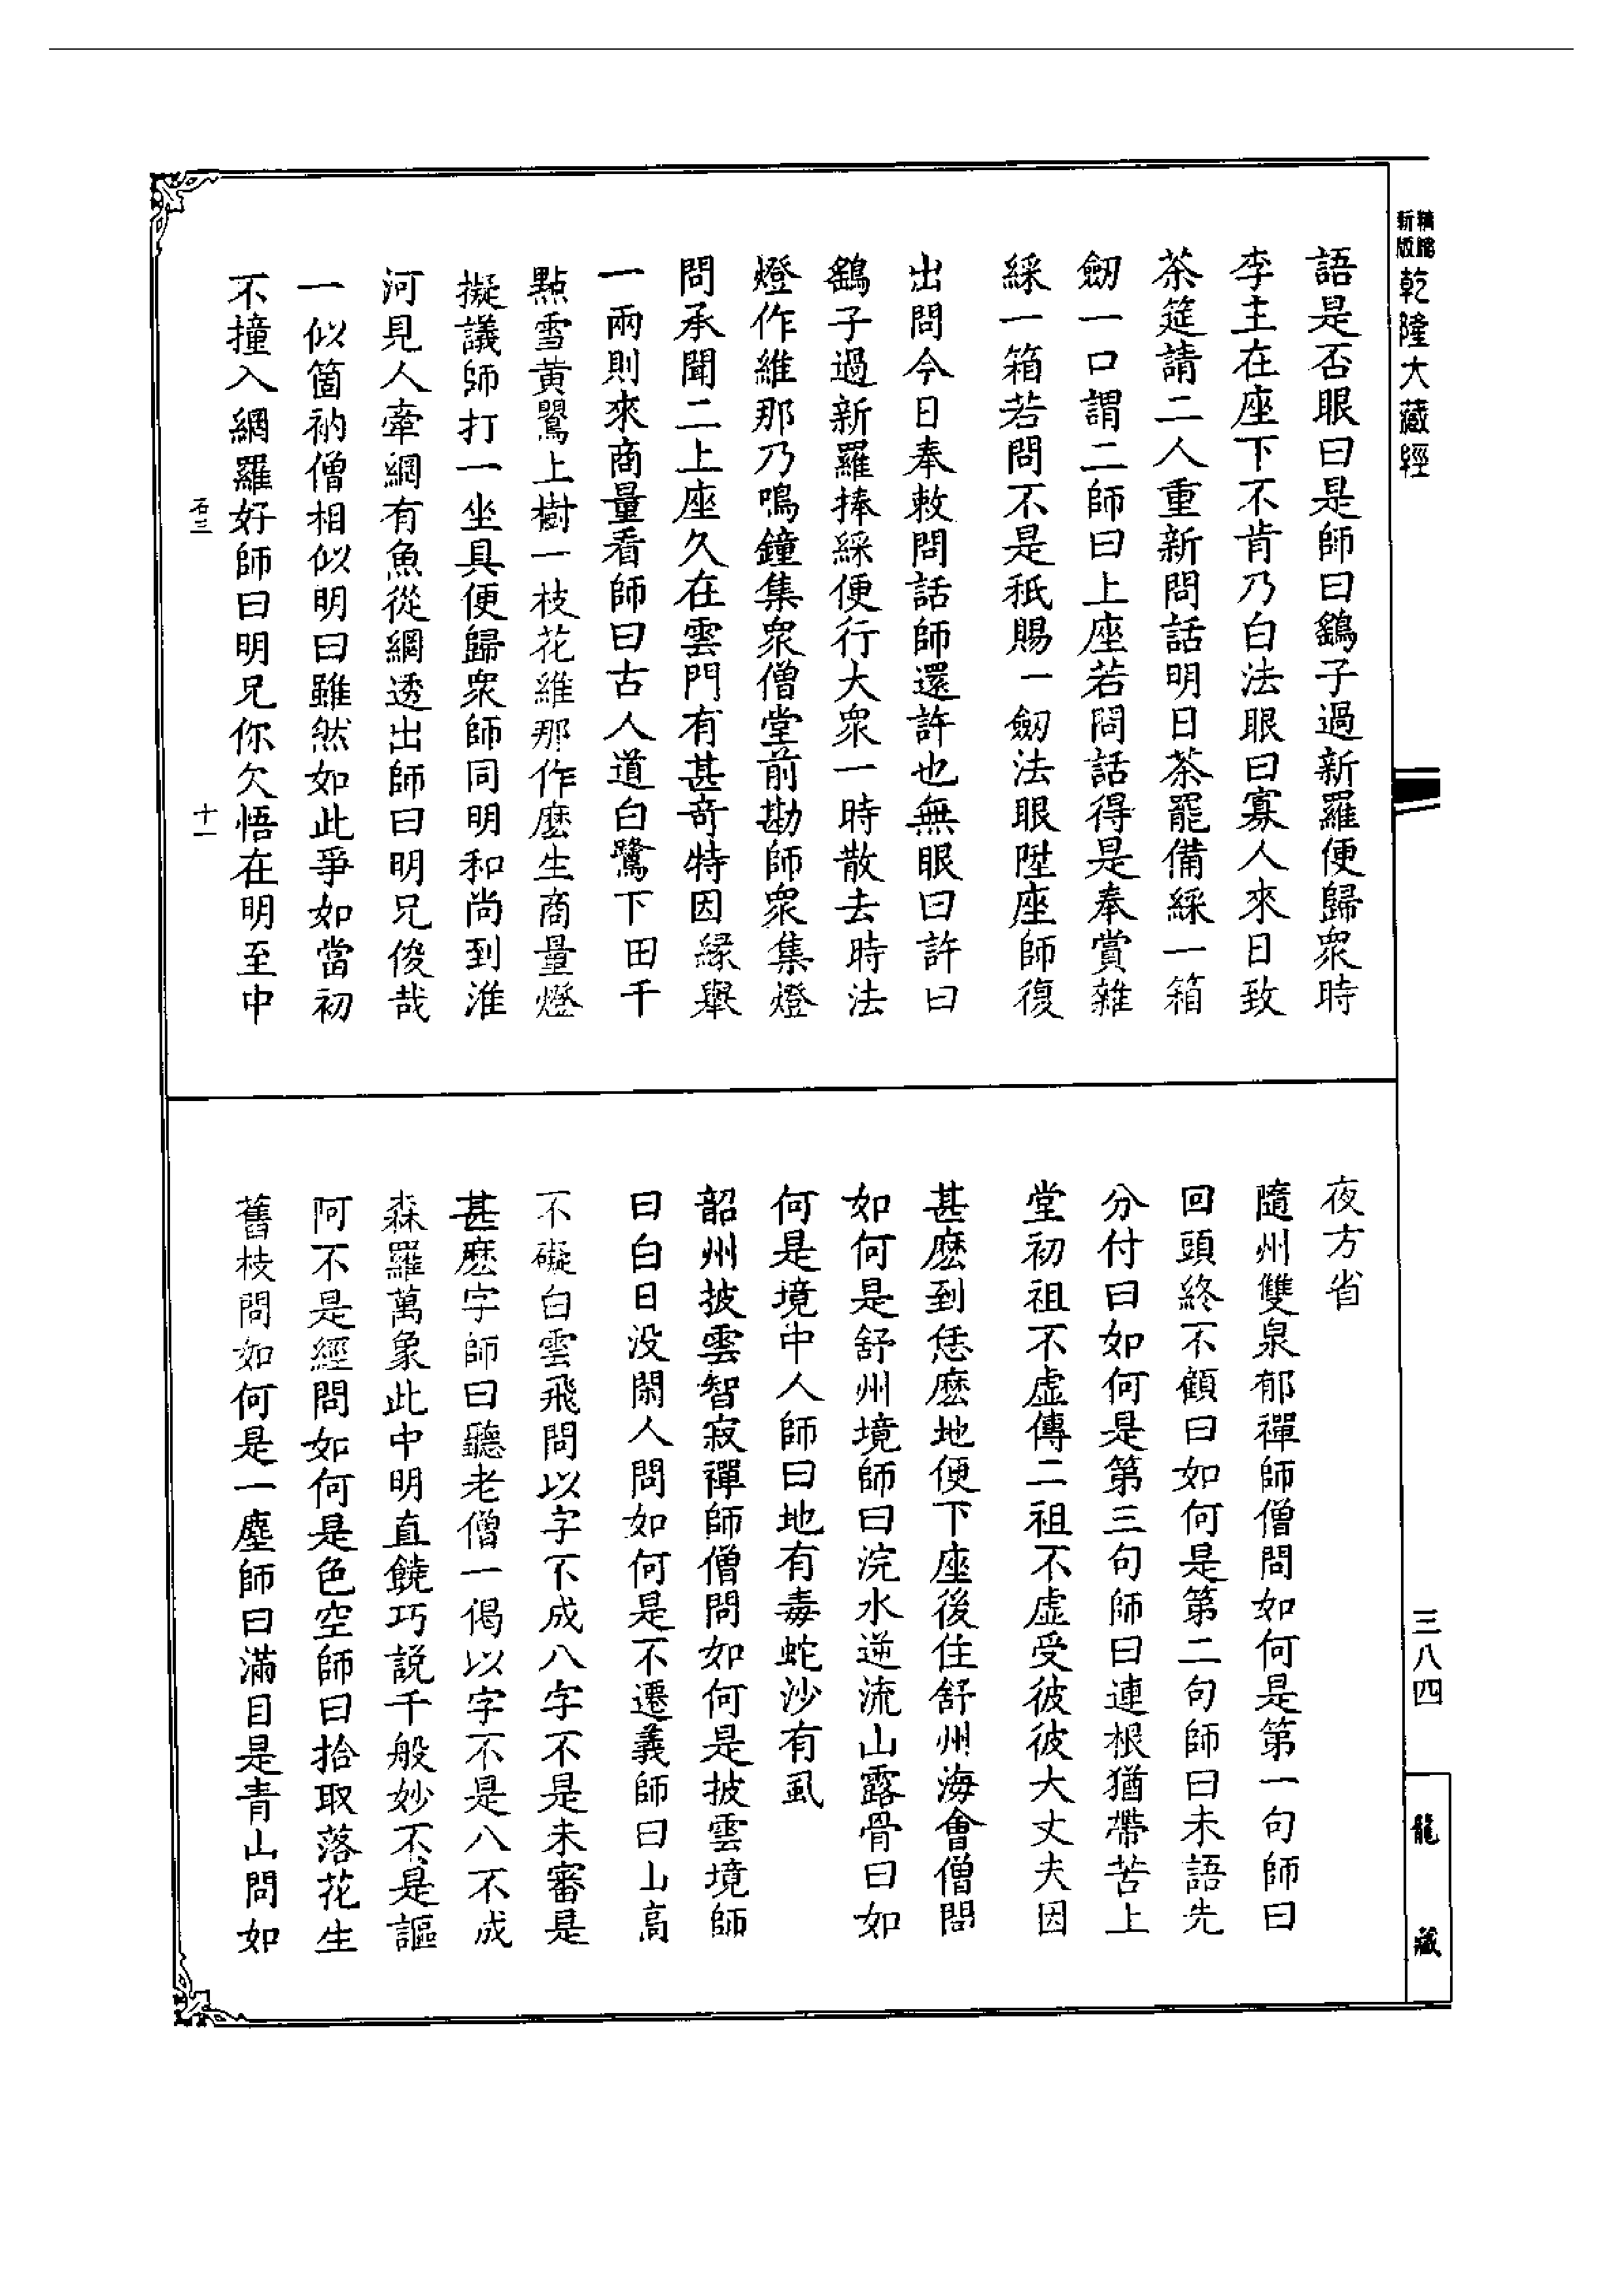 新版精縮乾隆大藏經
語是否眼曰是師曰鷂子過新羅便歸眾時
李王在座下不肯乃白法眼曰寡人來日致
茶筵請二人重新問話明日茶罷備綵一箱
劒一口謂二師曰上座若問話得是奉賞雜
綵一箱若問不是秖賜一劒法眼陞座師復
出問今日奉敕問話師還許也無眼曰許曰
鷂子過新羅捧綵便行大眾一時散去時法
燈作維那乃鳴鐘集眾僧堂前勘師眾集燈
問承聞二上座久在雲門有甚奇特因緣舉
一兩則來商量看師曰古人道白鷺下田千
點雪黃鸎上樹一枝花維那作麼生商量燈
擬議師打一坐具便歸眾師同明和尚到淮
河見人牽網有魚從網透出師曰明兄俊哉
一似箇衲僧相似明曰雖然如此爭如當初
不撞入網羅好師曰明兄你欠悟在明至中
石三 十一
夜方省
隨州雙泉郁禪師僧問如何是第一句師曰
回頭終不顧曰如何是第二句師曰未語先
分付曰如何是第三句師曰連根猶帶苦上
堂初祖不虛傳二祖不虛受彼彼大丈夫因
甚麽到恁麽地便下座後住舒州海會僧問
如何是舒州境師曰浣水逆流山露骨曰如
何是境中人師曰地有毒蛇沙有虱
韶州披雲智寂禪師僧問如何是披雲境師
曰白日沒閑人問如何是不遷義師曰山高
不礙白雲飛問以字不成八字不是未審是
甚麽字師曰聽老僧一偈以字不是八不成
森羅萬象此中明直饒巧說千般妙不是謳
阿不是經問如何是色空師曰拾取落花生
舊枝問如何是一塵師曰滿目是青山問如
三八四
龍藏